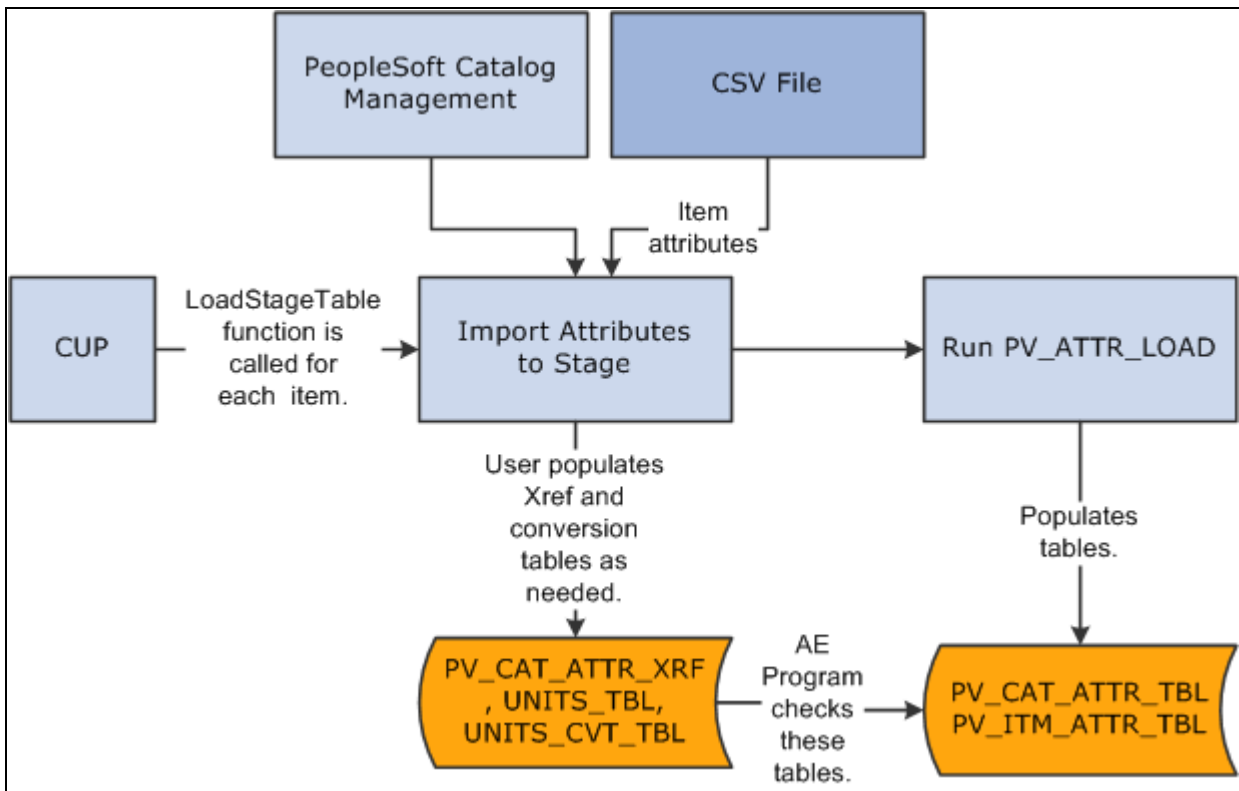 PeopleSoft Catalog
Management
CSV File
Item
attributes
CUP
LoadStageTable
function is
called for
each item.
Import Attributes
to Stage
Run PV_ATTR_LOAD
User populates
Xref and
conversion
tables as
needed.
Populates
tables.
PV_CAT_ATTR_XRF
, UNITS_TBL,
UNITS_CVT_TBL
AE
Program
checks
these
tables.
PV_CAT_ATTR_TBL
PV_ITM_ATTR_TBL